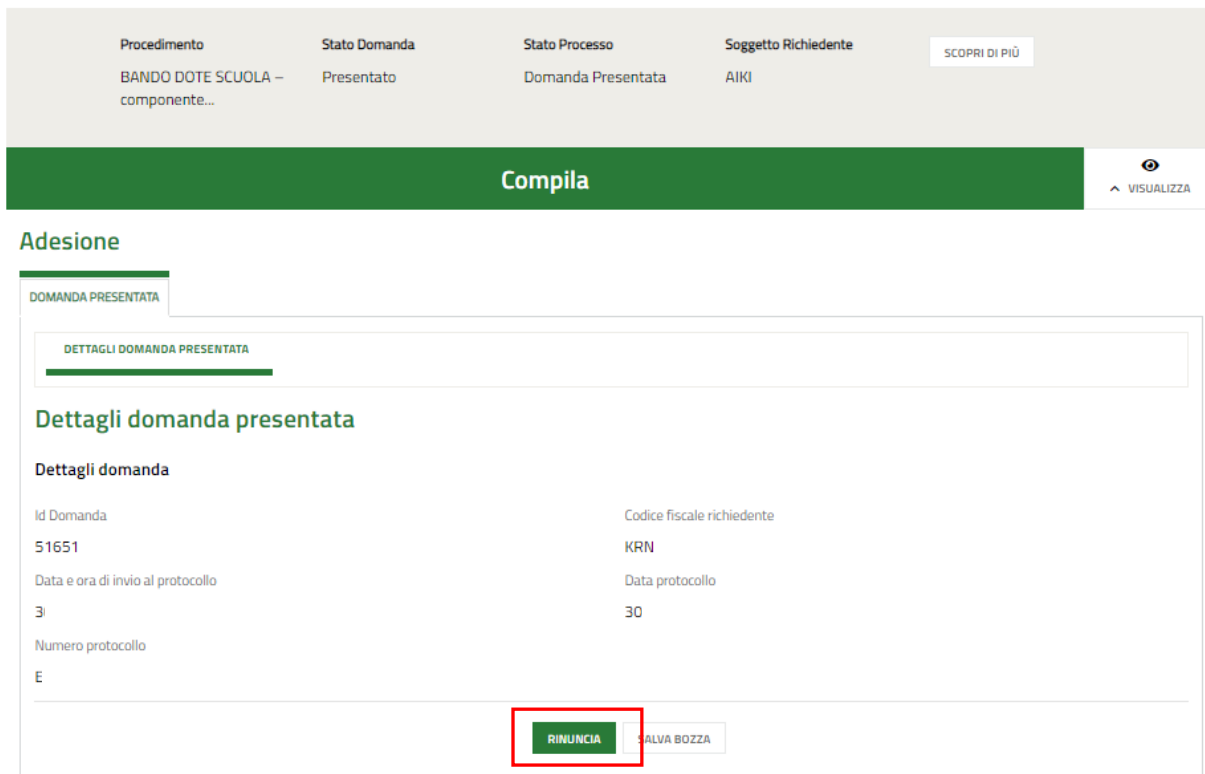 Procedimento Stato Domanda Stato Processo Soggetto Richiedente SCOPRI DI PIÙ
BANDO DOTE SCUOLA – Presentato Domanda Presentata AIKI
componente...
Compila
VISUALIZZA
Adesione
DOMANDA PRESENTATA
DETTAGLI DOMANDA PRESENTATA
Dettagli domanda presentata
Dettagli domanda
Id Domanda Codice fiscale richiedente
51651 KRN
Data e ora di invio al protocollo Data protocollo
30
Numero protocollo
E
RINUNCIA SALVA BOZZA